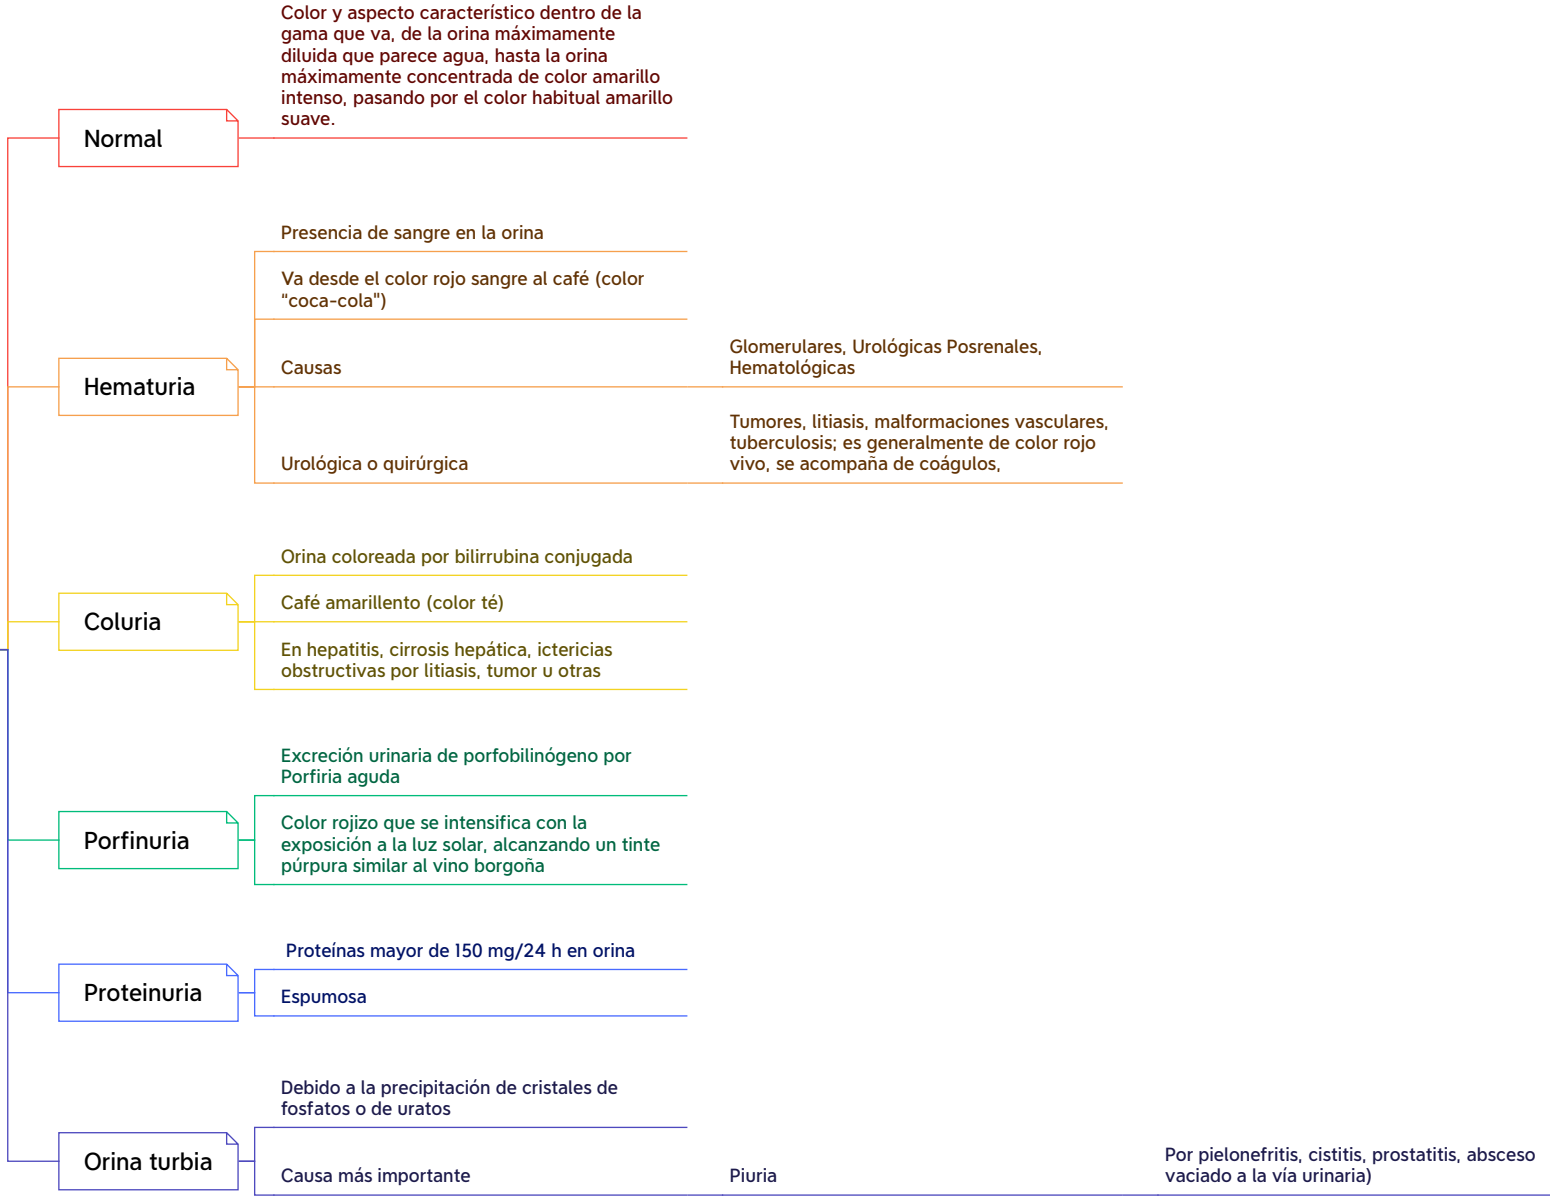 Color y aspecto característico dentro de la
gama que va, de la orina máximamente
diluida que parece agua, hasta la orina
máximamente concentrada de color amarillo
intenso, pasando por el color habitual amarillo
suave.
Normal
Presencia de sangre en la orina
Va desde el color rojo sangre al café (color
“coca-cola")
Causas
Glomerulares, Urológicas Posrenales,
Hematológicas
Hematuria
Urológica o quirúrgica
Tumores, litiasis, malformaciones vasculares,
tuberculosis; es generalmente de color rojo
vivo, se acompaña de coágulos,
Orina coloreada por bilirrubina conjugada
Café amarillento (color té)
Coluria
En hepatitis, cirrosis hepática, ictericias
obstructivas por litiasis, tumor u otras
Excreción urinaria de porfobilinógeno por
Porfiria aguda
Porfinuria
Color rojizo que se intensifica con la
exposición a la luz solar, alcanzando un tinte
púrpura similar al vino borgoña
Proteínas mayor de 150 mg/24 h en orina
Proteinuria
Espumosa
Debido a la precipitación de cristales de
fosfatos o de uratos
Orina turbia
Causa más importante
Piuria
Por pielonefritis, cistitis, prostatitis, absceso
vaciado a la vía urinaria)